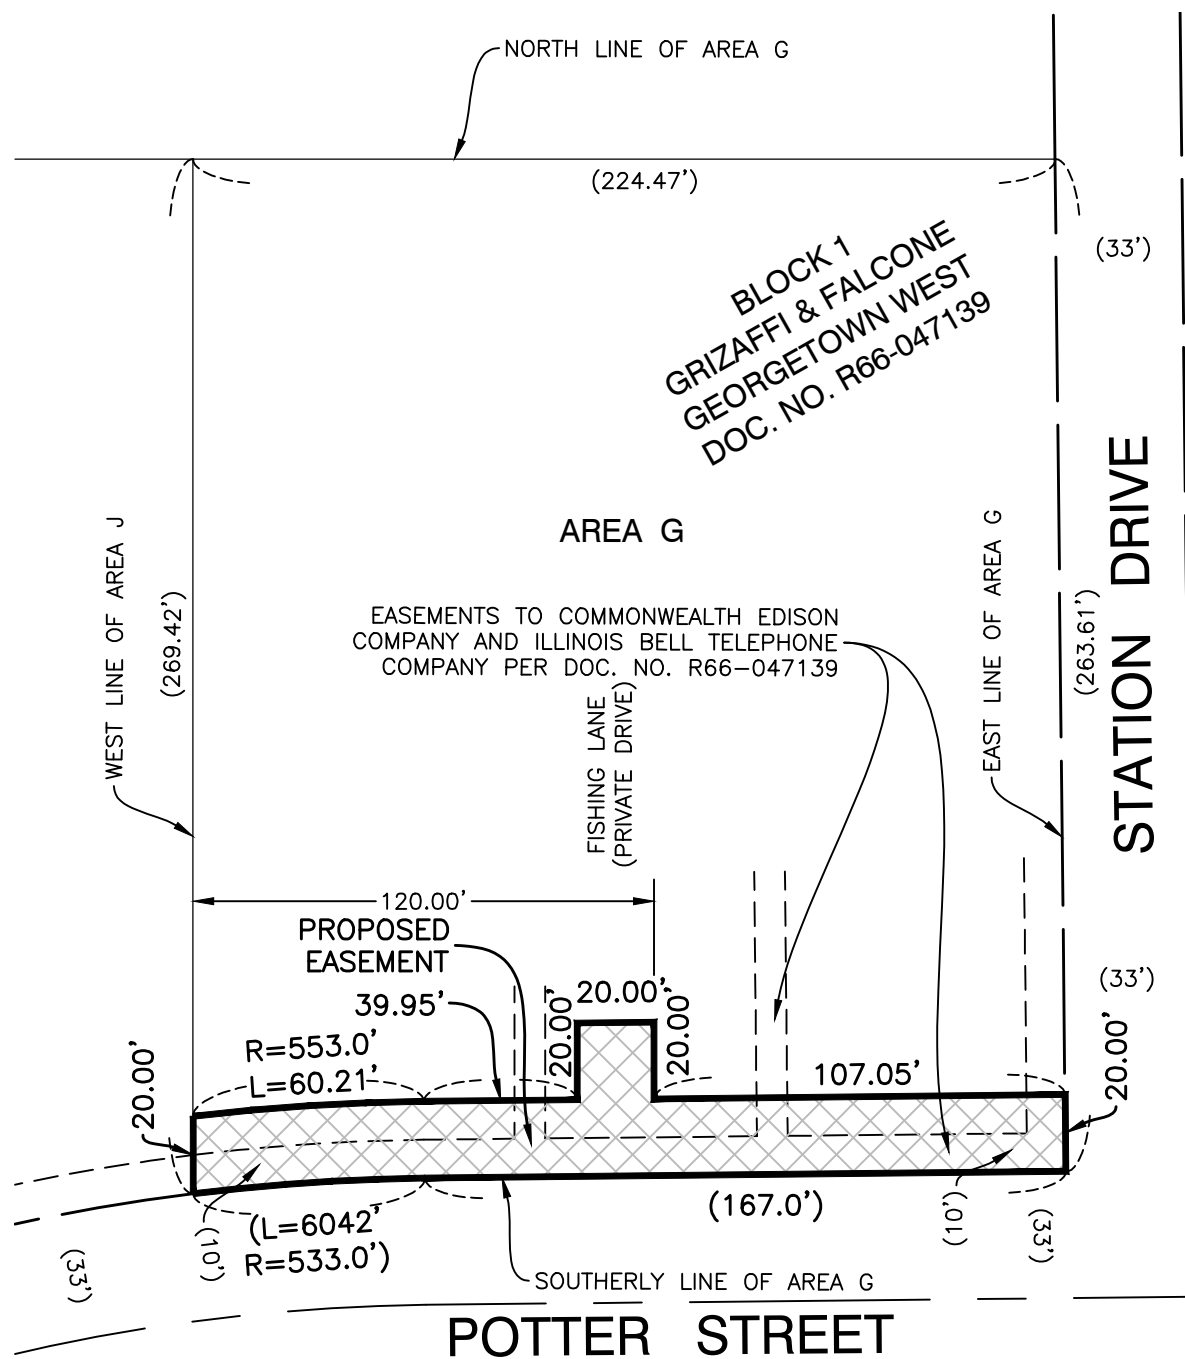 NORTH LINE OF AREA G
(224.47')
(33')
BLOCK 1
GRIZAFFI & FALCONE
GEORGETOWN WEST
DOC. NO. R66-047139
STATION DRIVE
AREA G
WEST LINE OF AREA J
(269.42')
EAST LINE OF AREA G
(263.61')
EASEMENTS TO COMMONWEALTH EDISON
COMPANY AND ILLINOIS BELL TELEPHONE
COMPANY PER DOC. NO. R66-047139
FISHING LANE
(PRIVATE DRIVE)
120.00'
PROPOSED
EASEMENT
39.95'
20.00'
20.00'
20.00'
(33')
R=553.0'
L=60.21'
107.05'
20.00'
20.00'
(L=6042'
R=533.0')
(10')
(167.0')
(10')
(33')
(33')
SOUTHERLY LINE OF AREA G
POTTER STREET